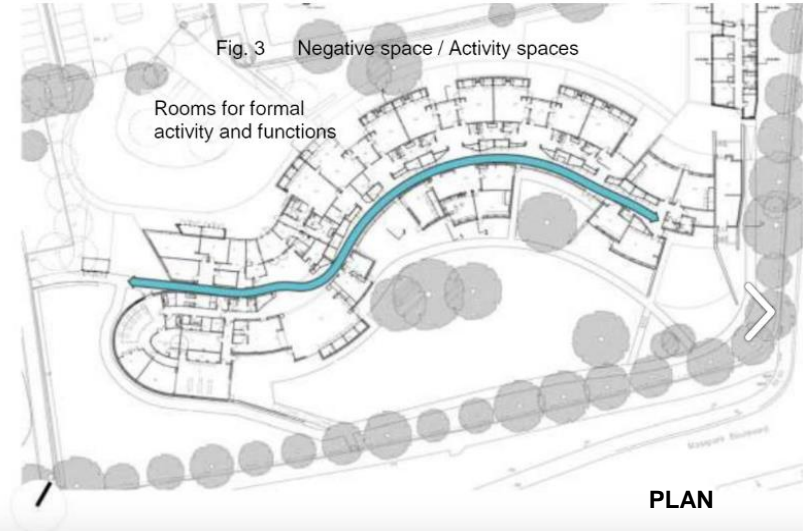 Fig. 3 Negative space / Activity spaces
Rooms for formal
activity and functions
PLAN